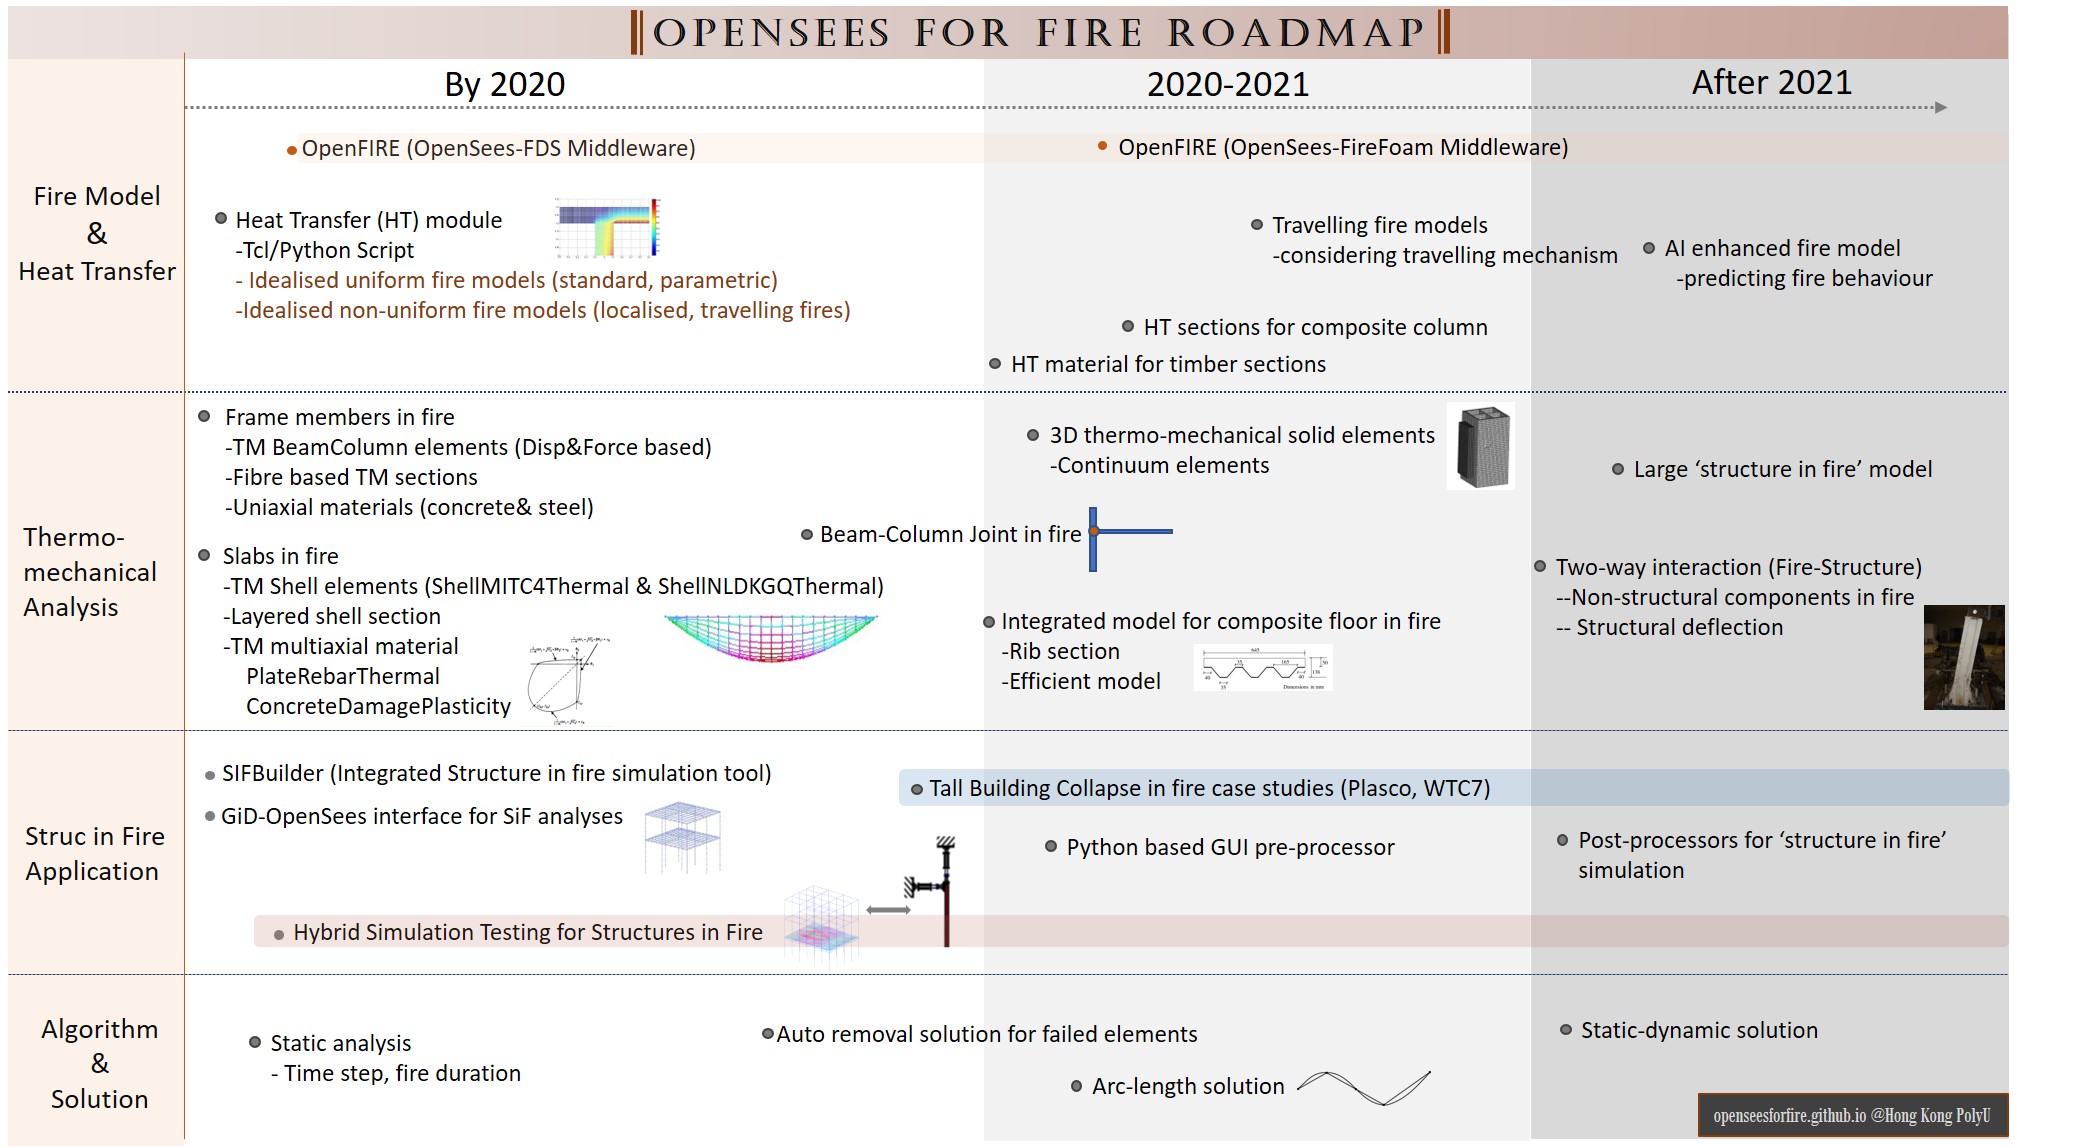 OPENSEES FOR FIRE ROADMAP
By 2020
2020-2021
After 2021
Fire Model
&
Heat Transfer
OpenFIRE (OpenSees-FDS Middleware)
OpenFIRE (OpenSees-FireFoam Middleware)
Heat Transfer (HT) module
-Tcl/Python Script
- Idealised uniform fire models (standard, parametric)
-Idealised non-uniform fire models (localised, travelling fires)
Travelling fire models
-considering travelling mechanism
HT sections for composite column
HT material for timber sections
AI enhanced fire model
-predicting fire behaviour
Thermo-
mechanical
Analysis
Frame members in fire
-TM BeamColumn elements (Disp&Force based)
-Fibre based TM sections
-Uniaxial materials (concrete& steel)
Slabs in fire
-TM Shell elements (ShellMITC4Thermal & ShellNLDKGQThermal)
-Layered shell section
-TM multiaxial material
PlateRebarThermal
ConcreteDamagePlasticity
Beam-Column Joint in fire
3D thermo-mechanical solid elements
-Continuum elements
Integrated model for composite floor in fire
-Rib section
-Efficient model
645
35
165
50
136
40
40
35
Dimensions in mm
Large ‘structure in fire’ model
Two-way interaction (Fire-Structure)
--Non-structural components in fire
-- Structural deflection
Struc in Fire
Application
SIFBuilder (Integrated Structure in fire simulation tool)
GiD-OpenSees interface for SiF analyses
Hybrid Simulation Testing for Structures in Fire
Tall Building Collapse in fire case studies (Plasco, WTC7)
Python based GUI pre-processor
Post-processors for ‘structure in fire’
simulation
Algorithm
&
Solution
Static analysis
- Time step, fire duration
Auto removal solution for failed elements
Arc-length solution
Static-dynamic solution
openseesforfire.github.io @Hong Kong PolyU